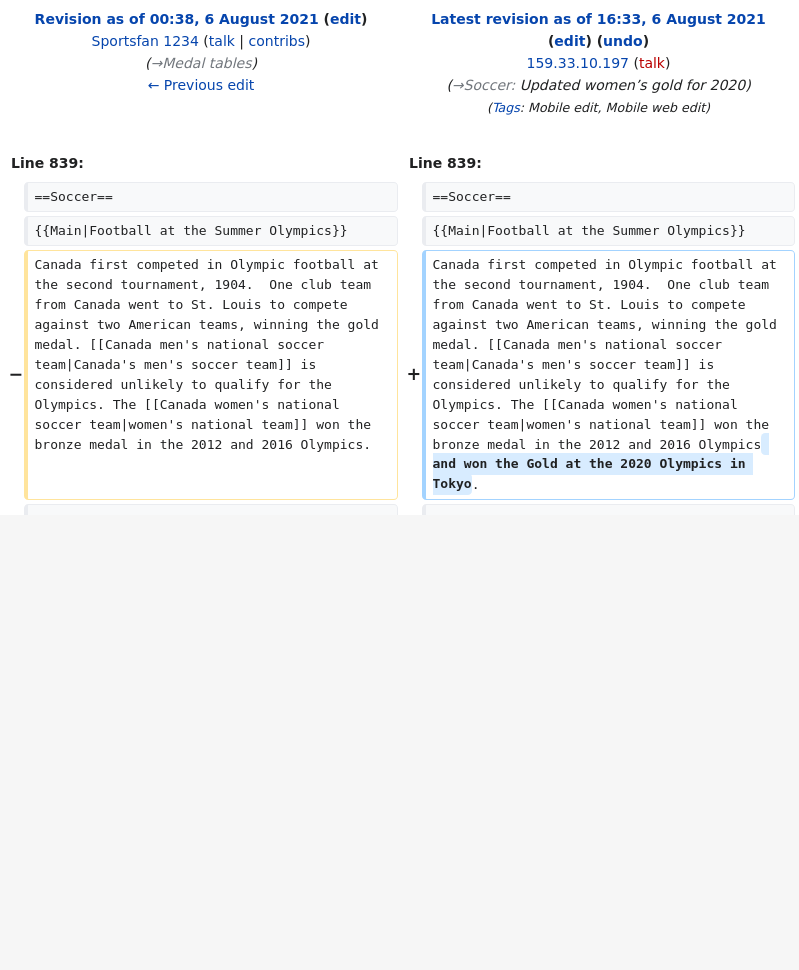 Revision as of 00:38, 6 August 2021 (edit)
Sportsfan 1234 (talk | contribs)
(→Medal tables)
← Previous edit
Latest revision as of 16:33, 6 August 2021
(edit) (undo)
159.33.10.197 (talk)
(→Soccer: Updated women’s gold for 2020)
(Tags: Mobile edit, Mobile web edit)
Line 839:
Line 839:
==Soccer==
==Soccer==
{{Main|Football at the Summer Olympics}}
{{Main|Football at the Summer Olympics}}
−
Canada first competed in Olympic football at
the second tournament, 1904.  One club team
from Canada went to St. Louis to compete
against two American teams, winning the gold
medal. [[Canada men's national soccer
team|Canada's men's soccer team]] is
considered unlikely to qualify for the
Olympics. The [[Canada women's national
soccer team|women's national team]] won the
bronze medal in the 2012 and 2016 Olympics.
+
Canada first competed in Olympic football at
the second tournament, 1904.  One club team
from Canada went to St. Louis to compete
against two American teams, winning the gold
medal. [[Canada men's national soccer
team|Canada's men's soccer team]] is
considered unlikely to qualify for the
Olympics. The [[Canada women's national
soccer team|women's national team]] won the
bronze medal in the 2012 and 2016 Olympics
and won the Gold at the 2020 Olympics in
Tokyo.